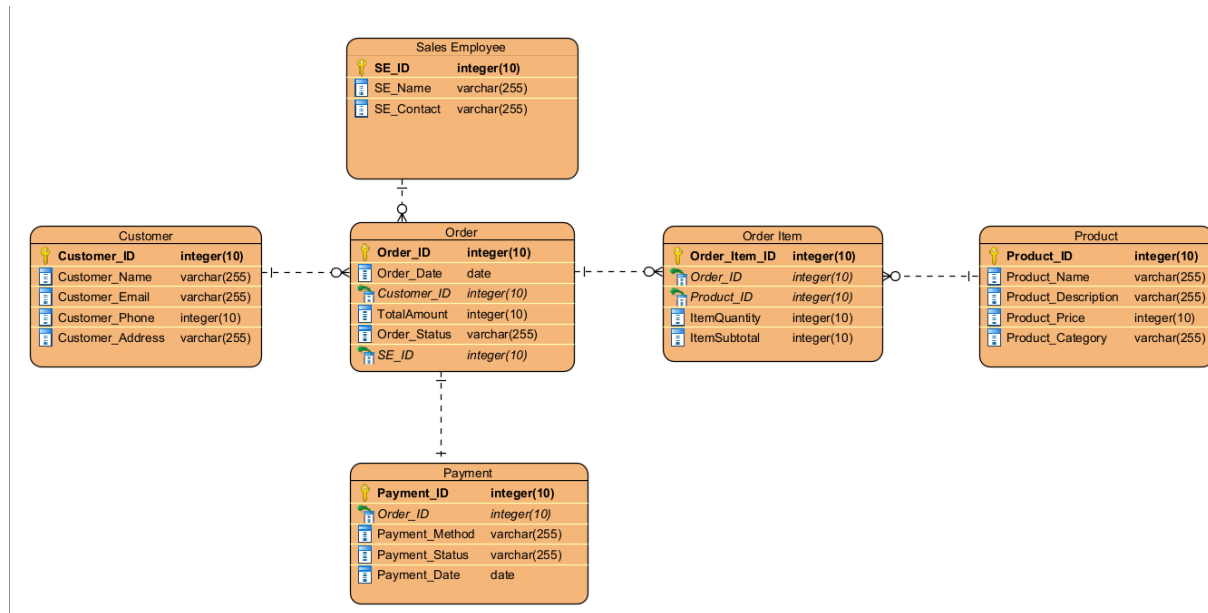 Sales Employee
SE_ID integer(10)
SE_Name varchar(255)
SE_Contact varchar(255)
Customer
Customer_ID integer(10)
Customer_Name varchar(255)
Customer_Email varchar(255)
Customer_Phone integer(10)
Customer_Address varchar(255)
Order
Order_ID integer(10)
Order_Date date
Customer_ID integer(10)
TotalAmount integer(10)
Order_Status varchar(255)
SE_ID integer(10)
Order Item
Order_Item_ID integer(10)
Order_ID integer(10)
Product_ID integer(10)
ItemQuantity integer(10)
ItemSubtotal integer(10)
Product
Product_ID integer(10)
Product_Name varchar(255)
Product_Description varchar(255)
Product_Price integer(10)
Product_Category varchar(255)
Payment
Payment_ID integer(10)
Order_ID integer(10)
Payment_Method varchar(255)
Payment_Status varchar(255)
Payment_Date date